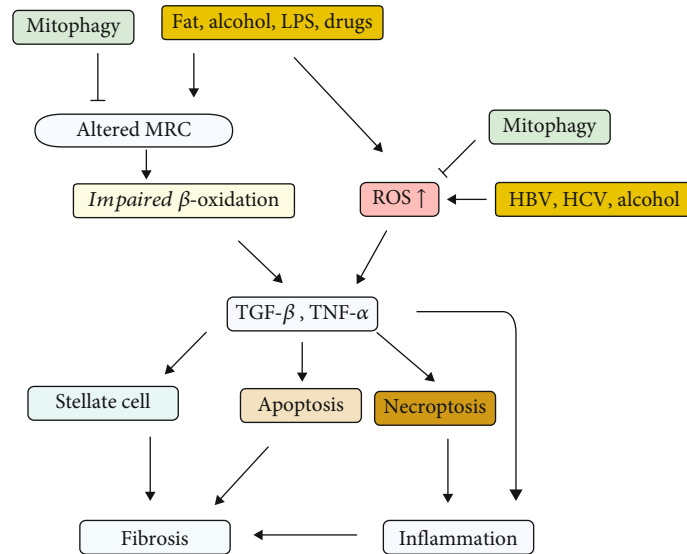 Mitophagy
Fat, alcohol, LPS, drugs
Altered MRC
Mitophagy
Impaired β-oxidation
ROS ↑
HBV, HCV, alcohol
TGF-β , TNF-α
Stellate cell
Apoptosis
Necroptosis
Fibrosis
Inflammation